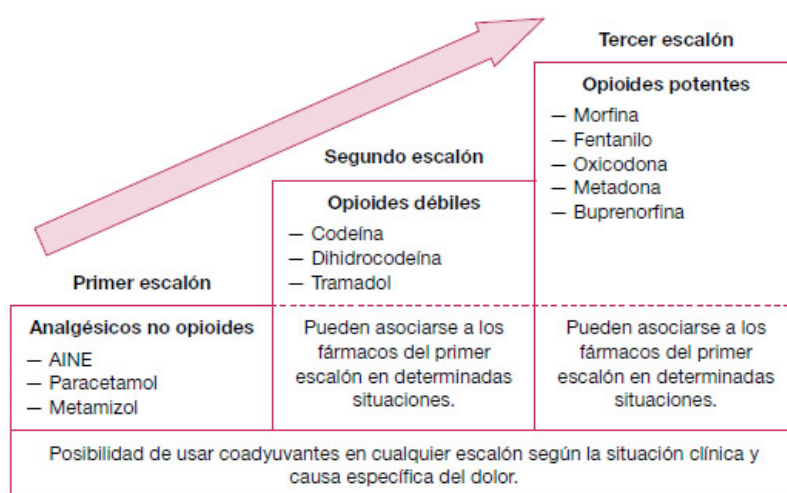 Tercer escalón
Opioides potentes
— Morfina
— Fentanilo
— Oxicodona
— Metadona
— Buprenorfina
Segundo escalón
Opioides débiles
— Codeína
— Dihidrocodeína
— Tramadol
Primer escalón
Analgésicos no opioides
— AINE
— Paracetamol
— Metamizol
Pueden asociarse a los
fármacos del primer
escalón en determinadas
situaciones.
Pueden asociarse a los
fármacos del primer
escalón en determinadas
situaciones.
Posibilidad de usar coadyuvantes en cualquier escalón según la situación clínica y
causa específica del dolor.